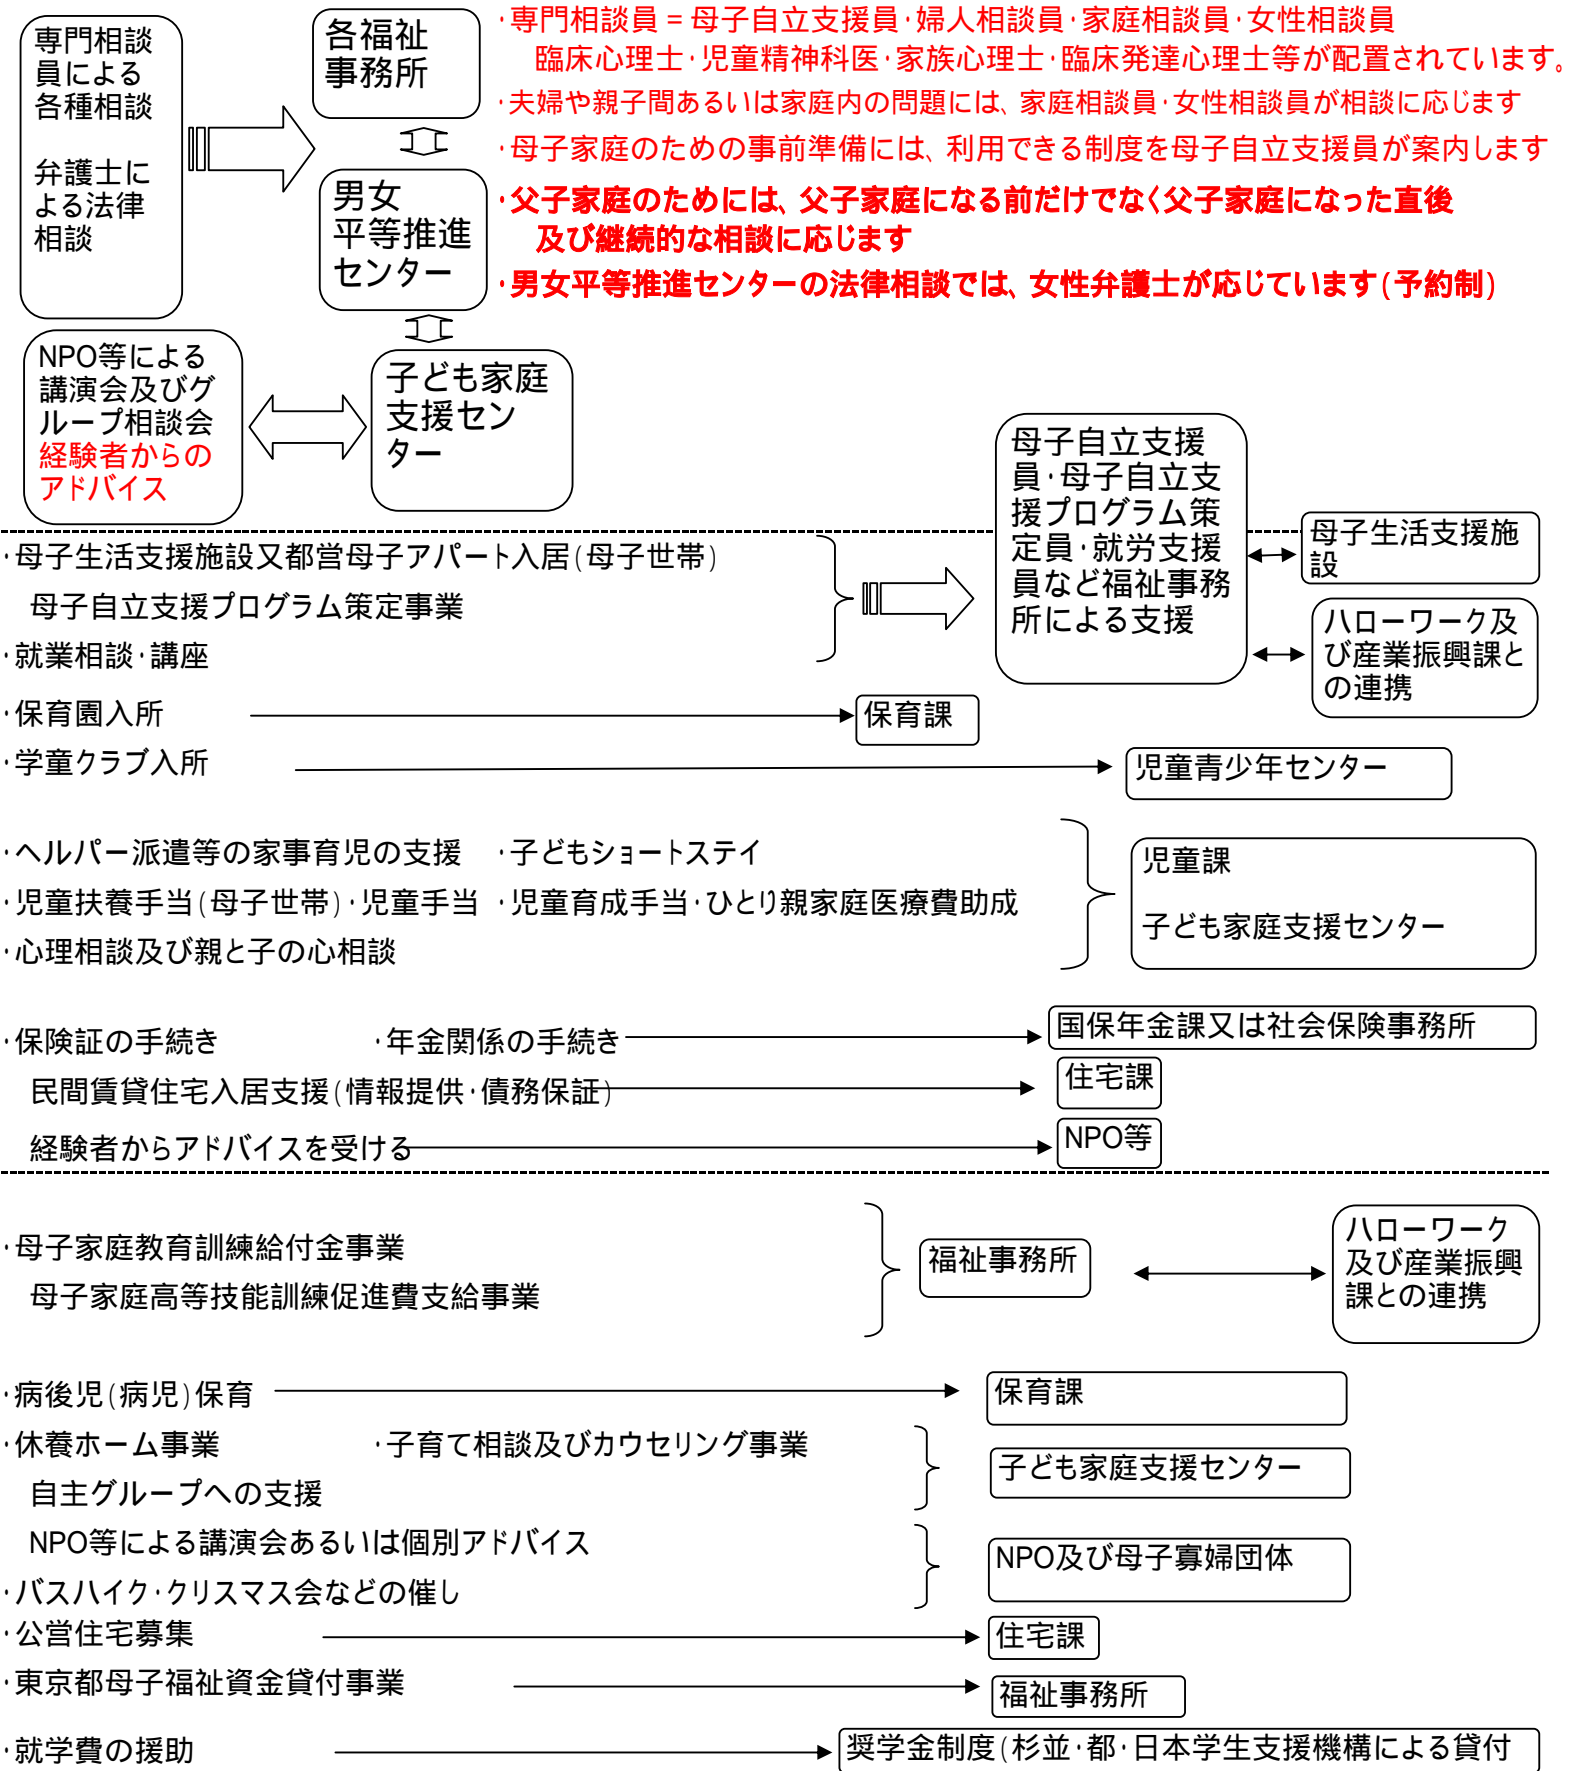 専門相談
員による
各種相談
弁護士に
よる法律
相談
各福祉
事務所
・専門相談員＝母子自立支援員・婦人相談員・家庭相談員・女性相談員
臨床心理士・児童精神科医・家族心理士・臨床発達心理士等が配置されています。
・夫婦や親子間あるいは家庭内の問題には、家庭相談員・女性相談員が相談に応じます
・母子家庭のための事前準備には、利用できる制度を母子自立支援員が案内します
男女
平等推進
センター
・父子家庭のためには、父子家庭になる前だけでなく父子家庭になった直後
及び継続的な相談に応じます
・男女平等推進センターの法律相談では、女性弁護士が応じています(予約制)
NPO等による
講演会及びグ
ループ相談会
経験者からの
アドバイス
子ども家庭
支援セン
ター
母子自立支援
員・母子自立支
援プログラム策
定員・就労支援
員など福祉事務
所による支援
母子生活支援施
設
ハローワーク及
び産業振興課と
の連携
・母子生活支援施設又都営母子アパート入居(母子世帯)
母子自立支援プログラム策定事業
・就業相談・講座
・保育園入所
保育課
・学童クラブ入所
児童青少年センター
・ヘルパー派遣等の家事育児の支援 ・子どもショートステイ
・児童扶養手当(母子世帯)・児童手当 ・児童育成手当・ひとり親家庭医療費助成
・心理相談及び親と子の心相談
児童課
子ども家庭支援センター
・保険証の手続き ・年金関係の手続き
国保年金課又は社会保険事務所
民間賃貸住宅入居支援(情報提供・債務保証)
住宅課
経験者からアドバイスを受ける
NPO等
・母子家庭教育訓練給付金事業
母子家庭高等技能訓練促進費支給事業
福祉事務所
ハローワーク
及び産業振興
課との連携
・病後児(病児)保育
保育課
・休養ホーム事業 ・子育て相談及びカウセリング事業
自主グループへの支援
子ども家庭支援センター
NPO等による講演会あるいは個別アドバイス
・バスハイク・クリスマス会などの催し
NPO及び母子寡婦団体
・公営住宅募集
住宅課
・東京都母子福祉資金貸付事業
福祉事務所
・就学費の援助
奨学金制度(杉並・都・日本学生支援機構による貸付